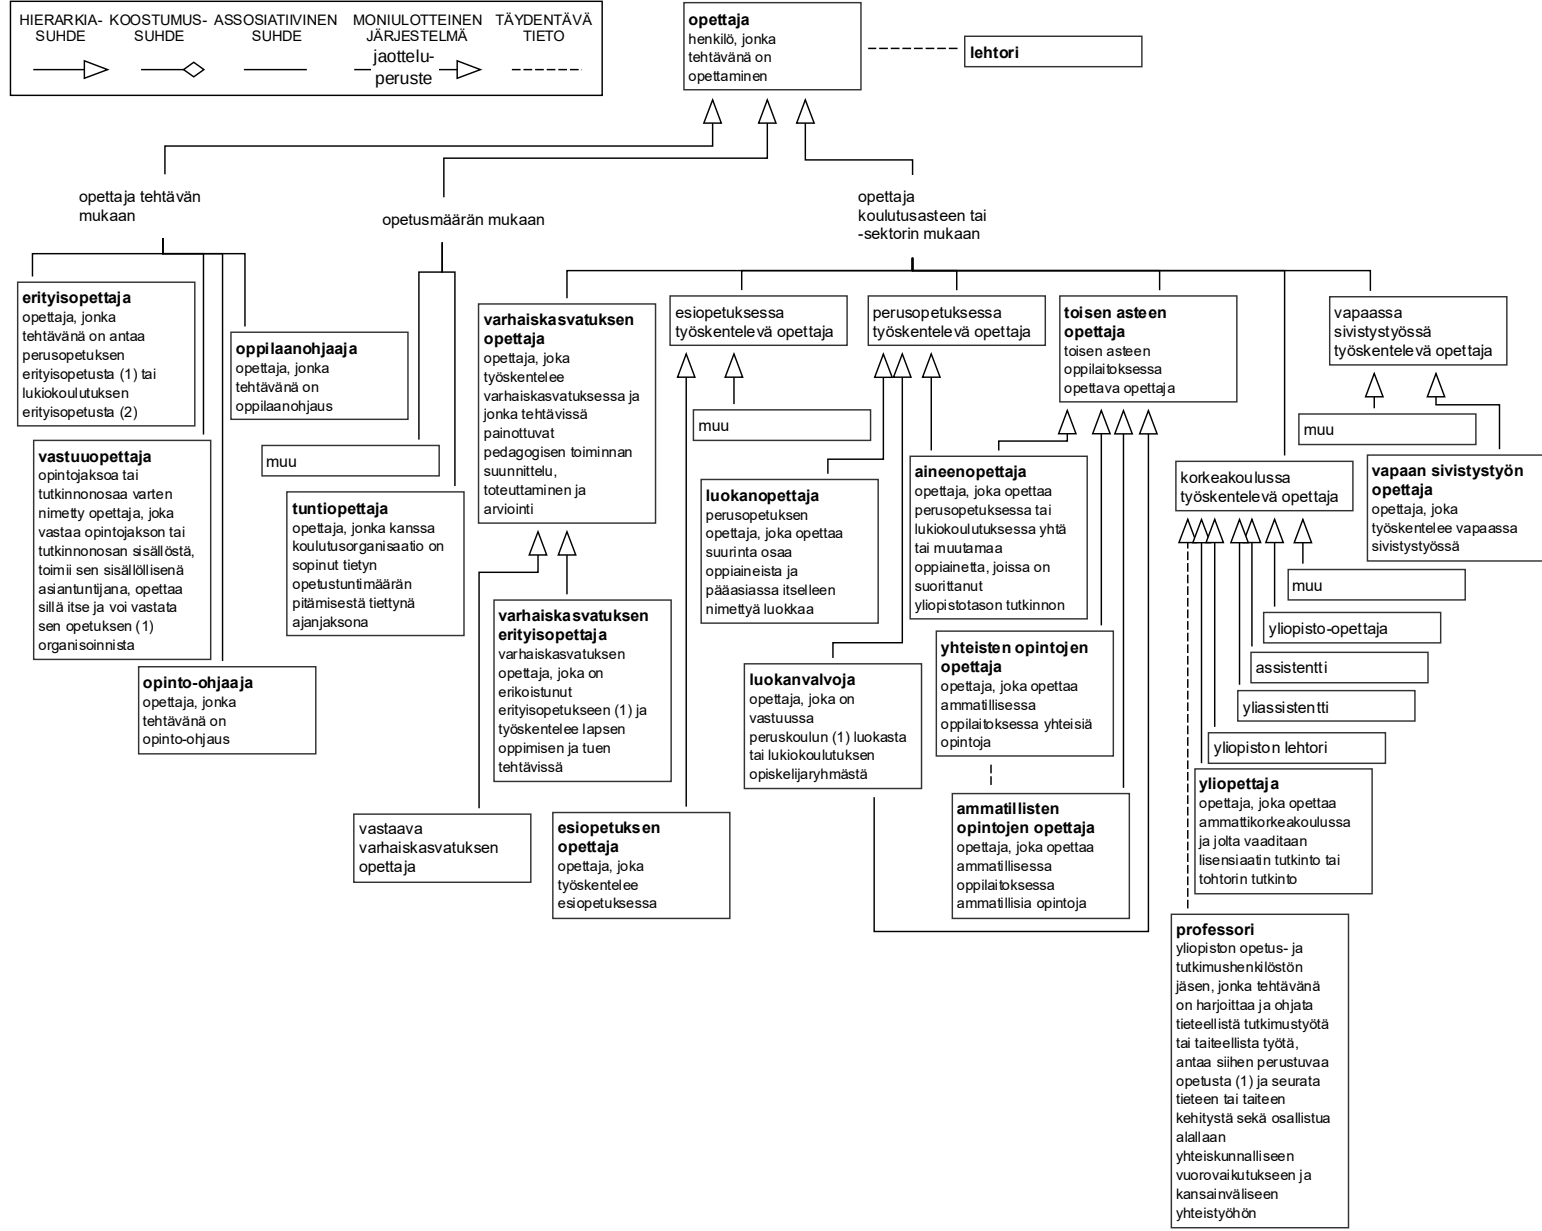 HIERARKIA-
SUHDE
KOOSTUMUS-
SUHDE
ASSOSIATIIVINEN
SUHDE
MONIULOTTEINEN
JÄRJESTELMÄ
jaottelu-
peruste
TÄYDENTÄVÄ
TIETO
opettaja
henkilö, jonka
tehtävänä on
opettaminen
lehtori
opettaja tehtävän
mukaan
opetusmäärän mukaan
opettaja
koulutusasteen tai
-sektorin mukaan
erityisopettaja
opettaja, jonka
tehtävänä on antaa
perusopetuksen
erityisopetusta (1) tai
lukiokoulutuksen
erityisopetusta (2)
oppilaanohjaaja
opettaja, jonka
tehtävänä on
oppilaanohjaus
vastuuopettaja
opintojaksoa tai
tutkinnonosaa varten
nimetty opettaja, joka
vastaa opintojakson tai
tutkinnonosan sisällöstä,
toimii sen sisällöllisenä
asiantuntijana, opettaa
sillä itse ja voi vastata
sen opetuksen (1)
organisoinnista
opinto-ohjaaja
opettaja, jonka
tehtävänä on
opinto-ohjaus
muu
tuntiopettaja
opettaja, jonka kanssa
koulutusorganisaatio on
sopinut tietyn
opetustuntimäärän
pitämisestä tiettynä
ajanjaksona
varhaiskasvatuksen
opettaja
opettaja, joka
työskentelee
varhaiskasvatuksessa ja
jonka tehtävissä
painottuvat
pedagogisen toiminnan
suunnittelu,
toteuttaminen ja
arviointi
varhaiskasvatuksen
erityisopettaja
varhaiskasvatuksen
opettaja, joka on
erikoistunut
erityisopetukseen (1) ja
työskentelee lapsen
oppimisen ja tuen
tehtävissä
vastaava
varhaiskasvatuksen
opettaja
esiopetuksessa
työskentelevä opettaja
muu
esiopetuksen
opettaja
opettaja, joka
työskentelee
esiopetuksessa
perusopetuksessa
työskentelevä opettaja
luokanopettaja
perusopetuksen
opettaja, joka opettaa
suurinta osaa
oppiaineista ja
pääasiassa itselleen
nimettyä luokkaa
luokanvalvoja
opettaja, joka on
vastuussa
peruskoulun (1) luokasta
tai lukiokoulutuksen
opiskelijaryhmästä
toisen asteen
opettaja
toisen asteen
oppilaitoksessa
opettava opettaja
aineenopettaja
opettaja, joka opettaa
perusopetuksessa tai
lukiokoulutuksessa yhtä
tai muutamaa
oppiainetta, joissa on
suorittanut
yliopistotason tutkinnon
yhteisten opintojen
opettaja
opettaja, joka opettaa
ammatillisessa
oppilaitoksessa yhteisiä
opintoja
ammatillisten
opintojen opettaja
opettaja, joka opettaa
ammatillisessa
oppilaitoksessa
ammatillisia opintoja
korkeakoulussa
työskentelevä opettaja
muu
yliopisto-opettaja
assistentti
yliassistentti
yliopiston lehtori
yliopettaja
opettaja, joka opettaa
ammattikorkeakoulussa
ja jolta vaaditaan
lisensiaatin tutkinto tai
tohtorin tutkinto
professori
yliopiston opetus- ja
tutkimushenkilöstön
jäsen, jonka tehtävänä
on harjoittaa ja ohjata
tieteellistä tutkimustyötä
tai taiteellista työtä,
antaa siihen perustuvaa
opetusta (1) ja seurata
tieteen tai taiteen
kehitystä sekä osallistua
alallaan
yhteiskunnalliseen
vuorovaikutukseen ja
kansainväliseen
yhteistyöhön
vapaassa
sivistystyössä
työskentelevä opettaja
muu
vapaan sivistystyön
opettaja
opettaja, joka
työskentelee vapaassa
sivistystyössä